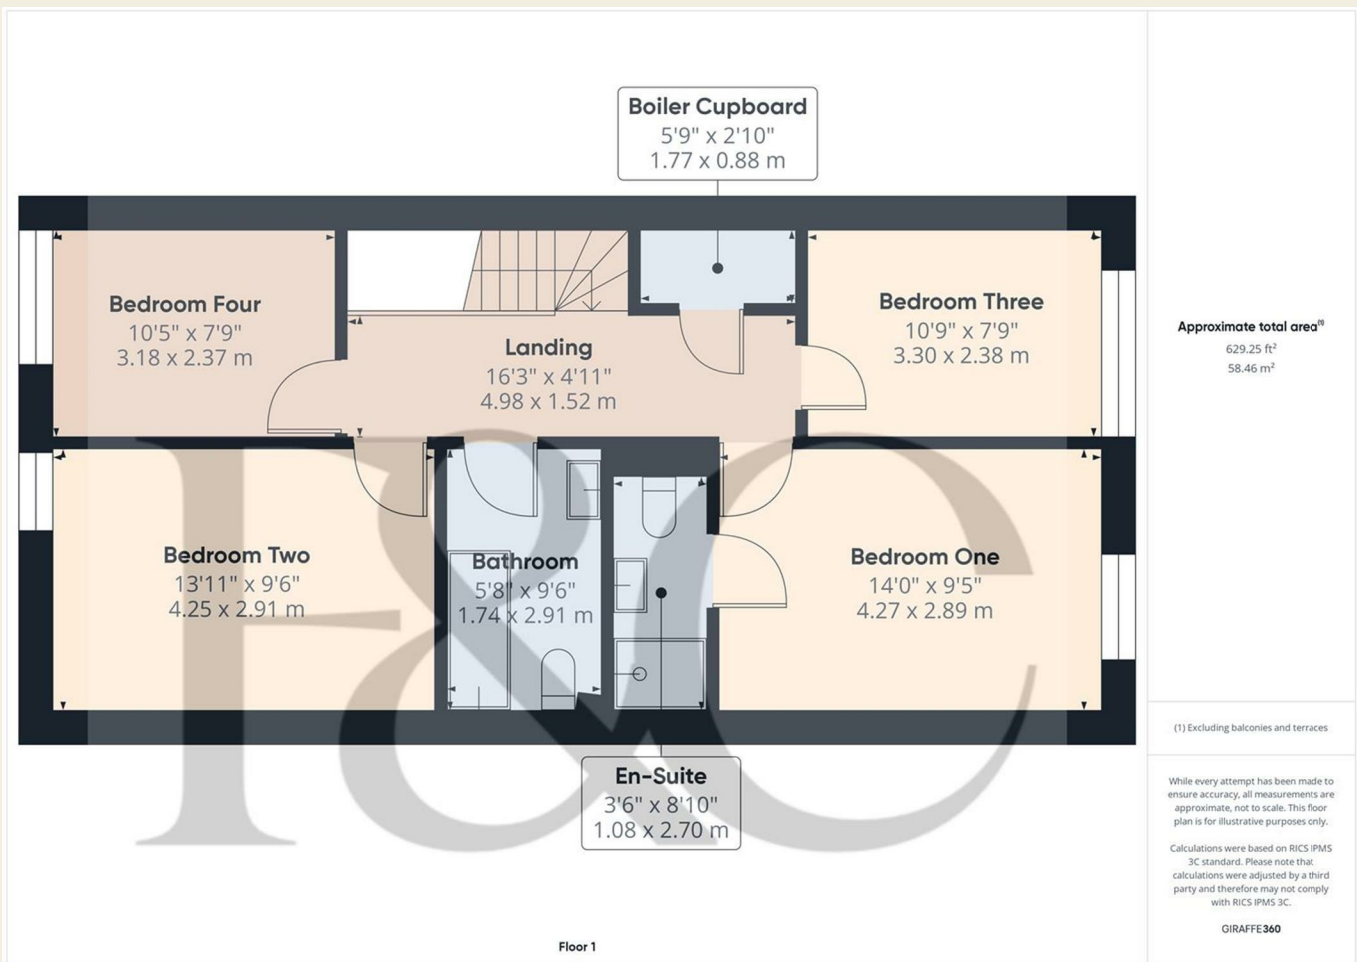 Boiler Cupboard
5'9" x 2'10"
1.77 x 0.88 m
Bedroom Four
10'5" x 7'9"
3.18 x 2.37 m
Landing
16'3" x 4'11"
4.98 x 1.52 m
Bedroom Three
10'9" x 7'9"
3.30 x 2.38 m
Bedroom Two
13'11" x 9'6"
4.25 x 2.91 m
Bathroom
5'8" x 9'6"
1.74 x 2.91 m
Bedroom One
14'0" x 9'5"
4.27 x 2.89 m
En-Suite
3'6" x 8'10"
1.08 x 2.70 m
F&C
Floor 1
Approximate total area⁽¹⁾
629.25 ft²
58.46 m²
(1) Excluding balconies and terraces
While every attempt has been made to
ensure accuracy, all measurements are
approximate, not to scale. This floor
plan is for illustrative purposes only.
Calculations were based on RICS IPMS
3C standard. Please note that
calculations were adjusted by a third
party and therefore may not comply
with RICS IPMS 3C.
GIRAFFE360